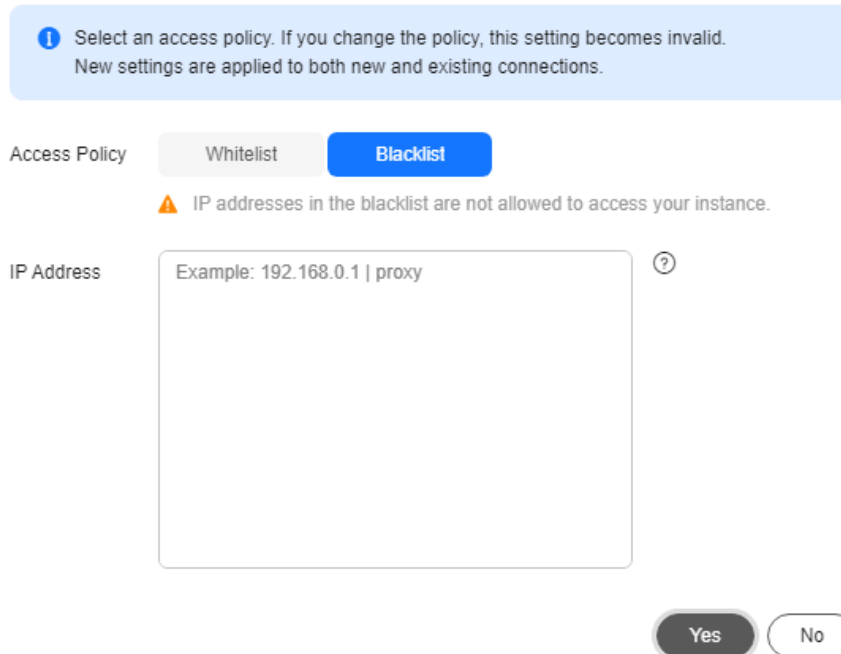 Select an access policy. If you change the policy, this setting becomes invalid.
New settings are applied to both new and existing connections.
Access Policy Whitelist Blacklist
IP addresses in the blacklist are not allowed to access your instance.
IP Address Example: 192.168.0.1 | proxy
Yes No